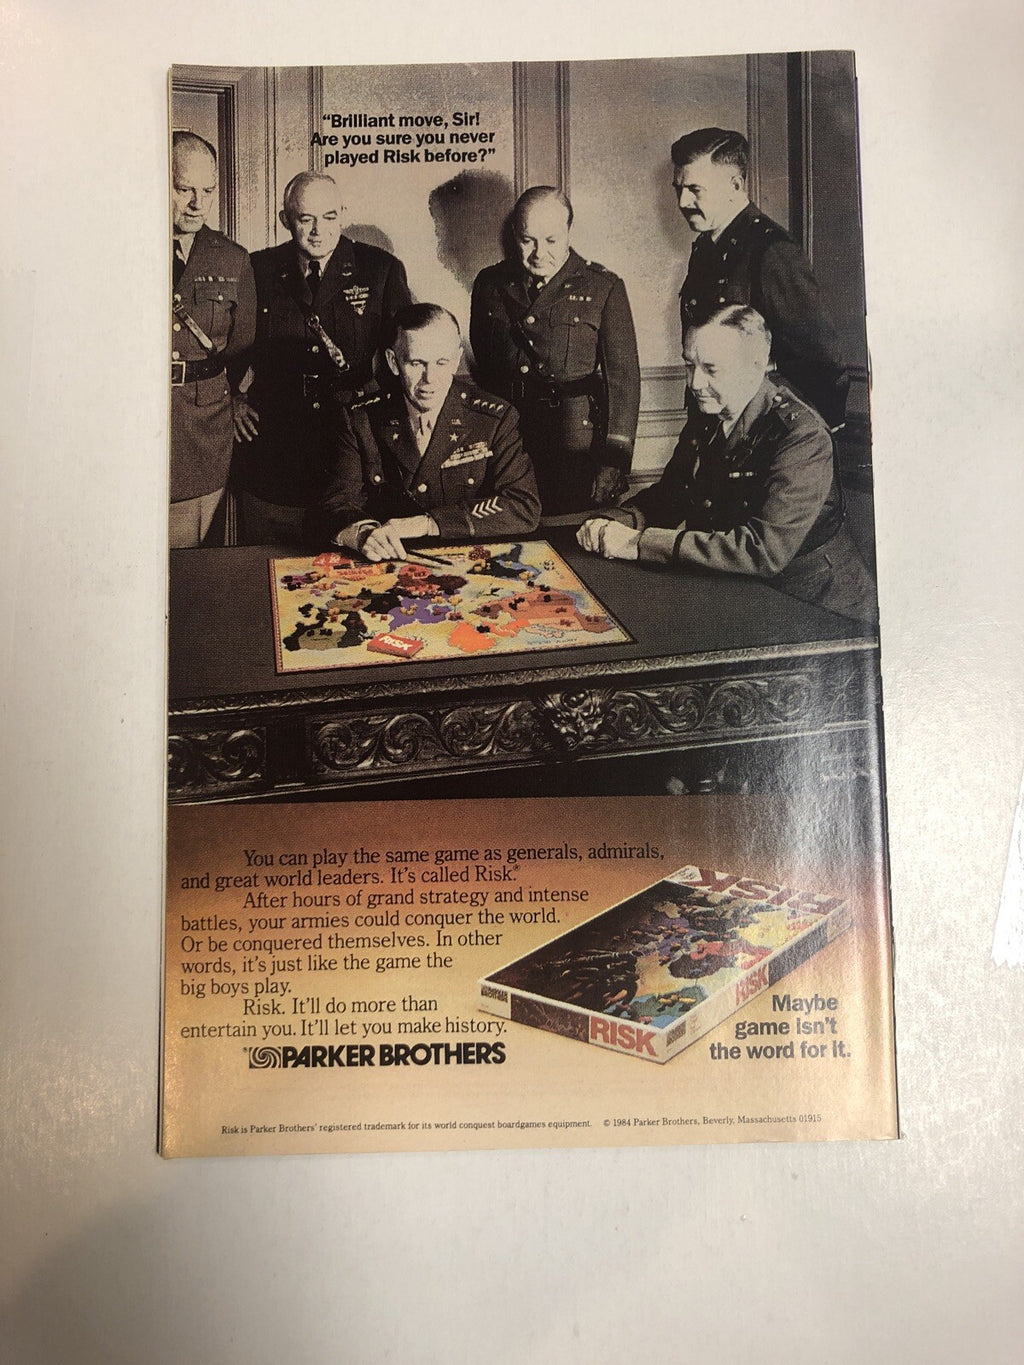 "Brilliant move, Sir!
Are you sure you never
played Risk before?"
RISK
You can play the same game as generals, admirals,
and great world leaders. It's called Risk.®
After hours of grand strategy and intense
battles, your armies could conquer the world.
Or be conquered themselves. In other
words, it's just like the game the
big boys play.
Risk. It'll do more than
entertain you. It'll let you make history.
PARKER BROTHERS
RISK
RISK
RISK
Maybe
game isn't
the word for it.
Risk is Parker Brothers' registered trademark for its world conquest boardgames equipment. © 1984 Parker Brothers, Beverly, Massachusetts 01915